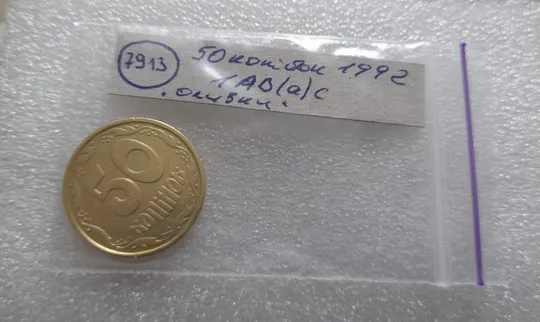 7913
50 копійок 1992
1АВ(а)с
"оливки"
50
КОПІЙОК